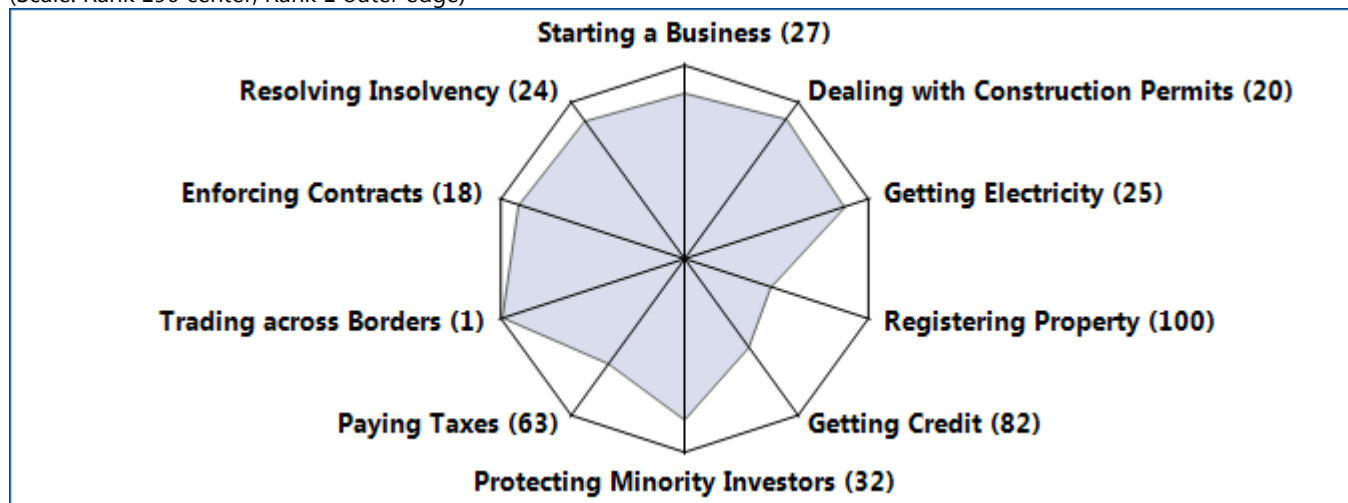 (Scale: Rank 190 center, Rank 1 outer edge)
Starting a Business (27)
Resolving Insolvency (24)
Dealing with Construction Permits (20)
Enforcing Contracts (18)
Getting Electricity (25)
Trading across Borders (1)
Registering Property (100)
Paying Taxes (63)
Getting Credit (82)
Protecting Minority Investors (32)